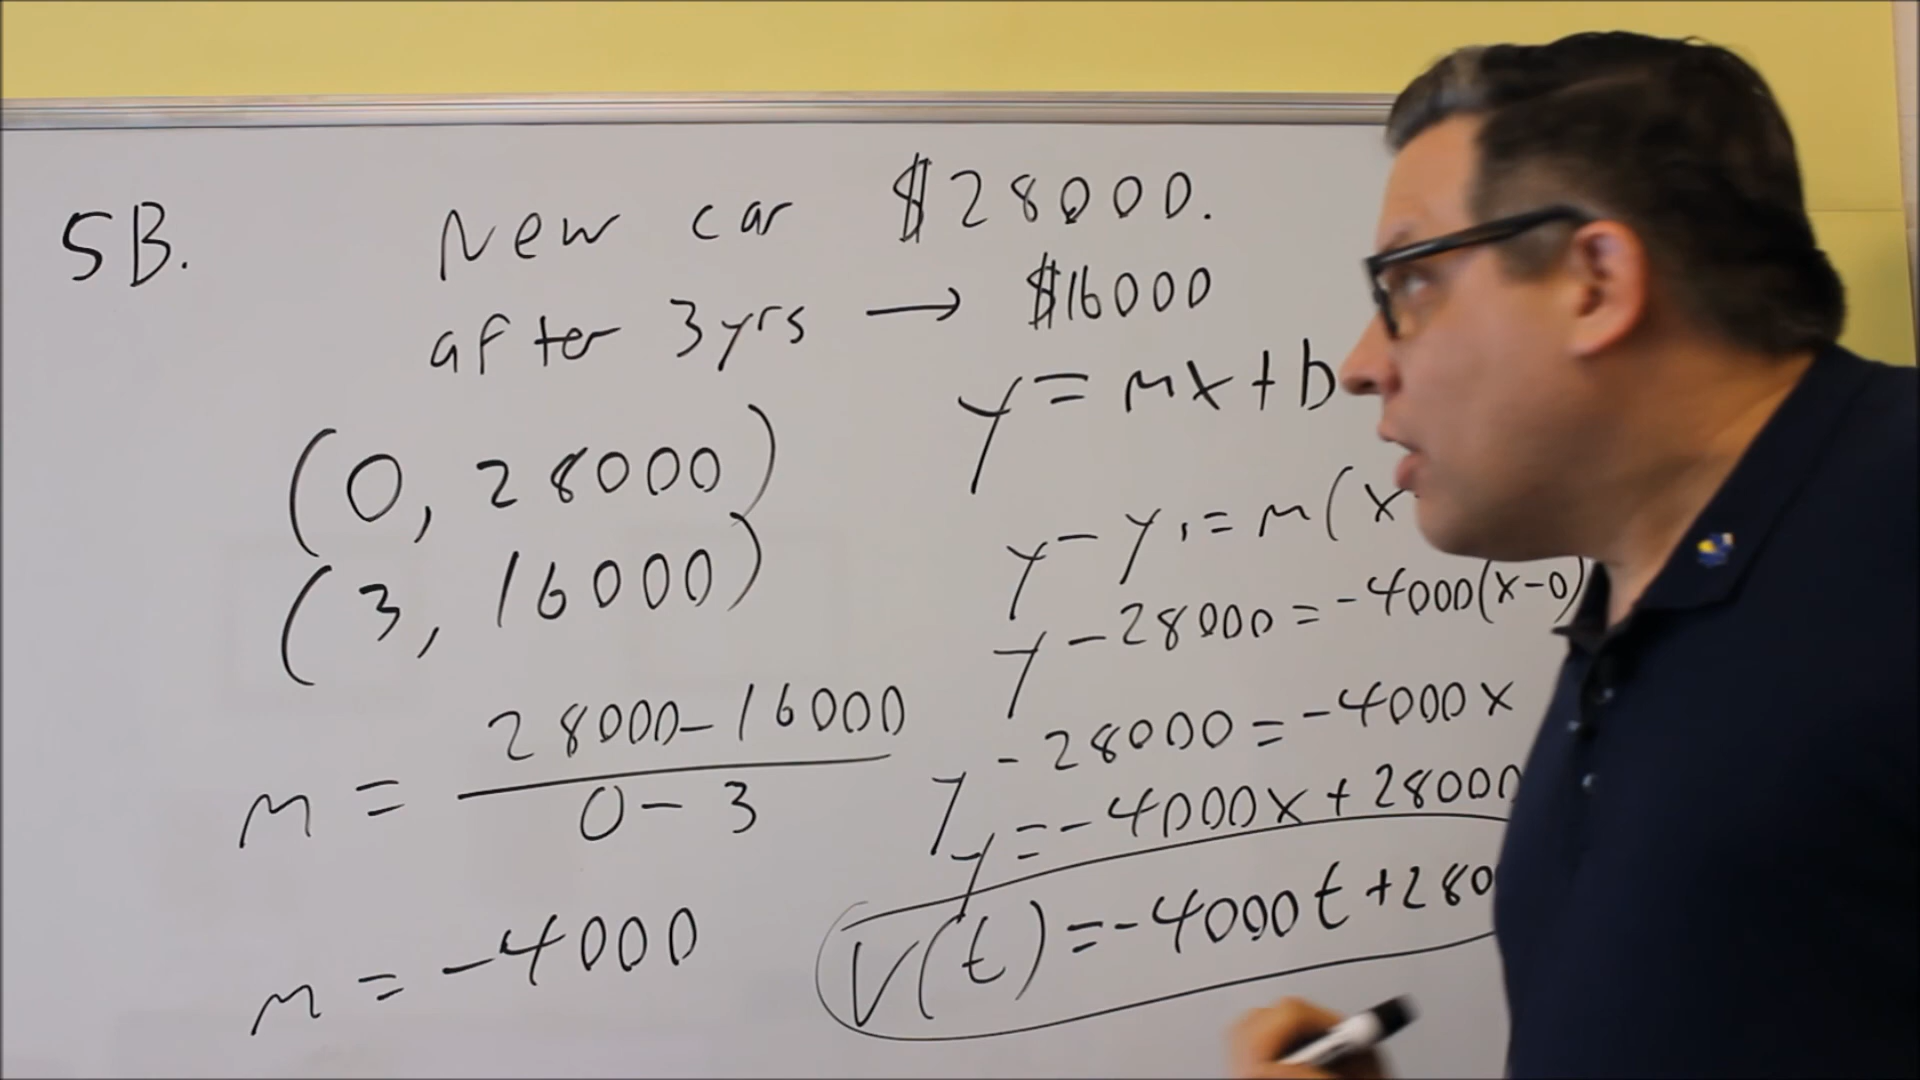 5B.
New car $28000.
after 3yrs → $16000
(0, 28000)
(3, 16000)
m = 28000-16000
0-3
m = -4000
y = mx+b
y-y₁=m(x
y-28000=-4000(x-0)
y-28000=-4000x
y=-4000x+28000
V(t)=-4000t+280